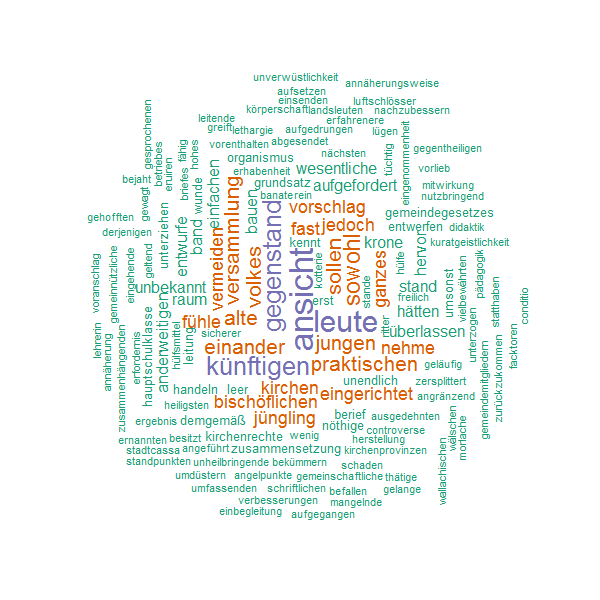 unverwüstlichkeit
annäherungsweise
aufsetzen
einsenden
luftschlösser
körperschaft
landsleuten
nachzubessern
leitende
erfahrenere
greift
lethargie
aufgedrungen
lügen
gesprochenen
vorenthalten
abgesendet
gegentheiligen
eingenommenheit
fähig
hohes
organismus
nächsten
tüchtig
betriebes
eruiren
erhabenheit
wesentliche
vorlieb
bejaht
briefes
einfachen
grundsatz
aufgefordert
mitwirkung
gewagt
wunde
banaterein
nutzbringend
gehofften
versammlung
bauen
vorschlag
gemeindegesetzes
derjenigen
unterziehen
entwurfe
band
vermeiden
gegenstand
fast
jedoch
entwerfen
didaktik
kennt
sowohl
krone
kuratgeistlichkeit
geltend
volkes
ansicht
kotterie
sollen
ganzes
hülfe
hervor
eingehende
unbekannt
stand
umsonst
vielbewährten
pädagogik
voranschlag
gemeinnützliche
raum
erst
stande
freilich
hätten
statthaben
conditio
anderweitigen
fühle
alte
leute
ritter
überlassen
unterzogen
hauptschulklasse
hülfsmittel
sicherer
lehrerin
annäherung
zusammenhängenden
erfordernis
leitung
einander
jungen
nehme
geläufig
facktoren
zurückzukommen
künftigen
praktischen
gemeindemitgliedern
handeln
leer
kirchen
unendlich
zersplittert
heiligsten
bischöflichen
eingerichtet
angränzend
ergebnis
demgemäß
jüngling
berief
ausgedehnten
wälschen
ernannten
besitzt
kirchenrechte
wenig
nöthige
controverse
herstellung
morlache
stadtcassa
angeführt
zusammensetzung
kirchenprovinzen
wallachischen
standpunkten
unheilbringende
bekümmern
schaden
umdüstern
angelpunkte
gemeinschaftliche
thätige
umfassenden
schriftlichen
befallen
gelange
verbesserungen
mangelnde
einbegleitung
aufgegangen